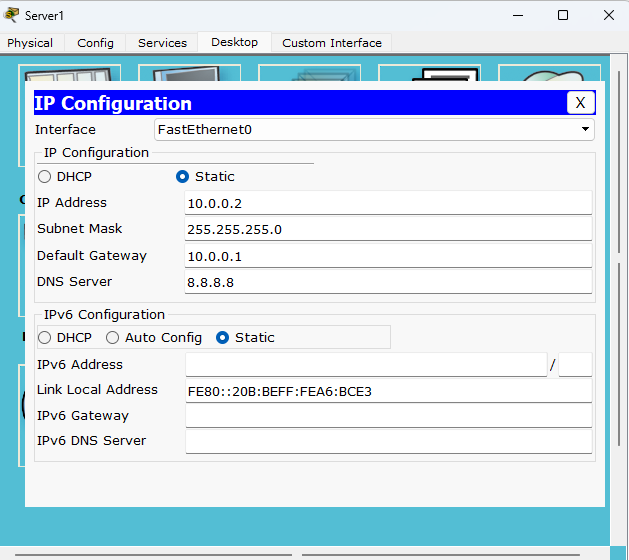 Server1
Physical Config Services Desktop Custom Interface
IP Configuration X
Interface FastEthernet0
IP Configuration
DHCP Static
IP Address 10.0.0.2
Subnet Mask 255.255.255.0
Default Gateway 10.0.0.1
DNS Server 8.8.8.8
IPv6 Configuration
DHCP Auto Config Static
IPv6 Address /
Link Local Address FE80::20B:BEFF:FEA6:BCE3
IPv6 Gateway
IPv6 DNS Server